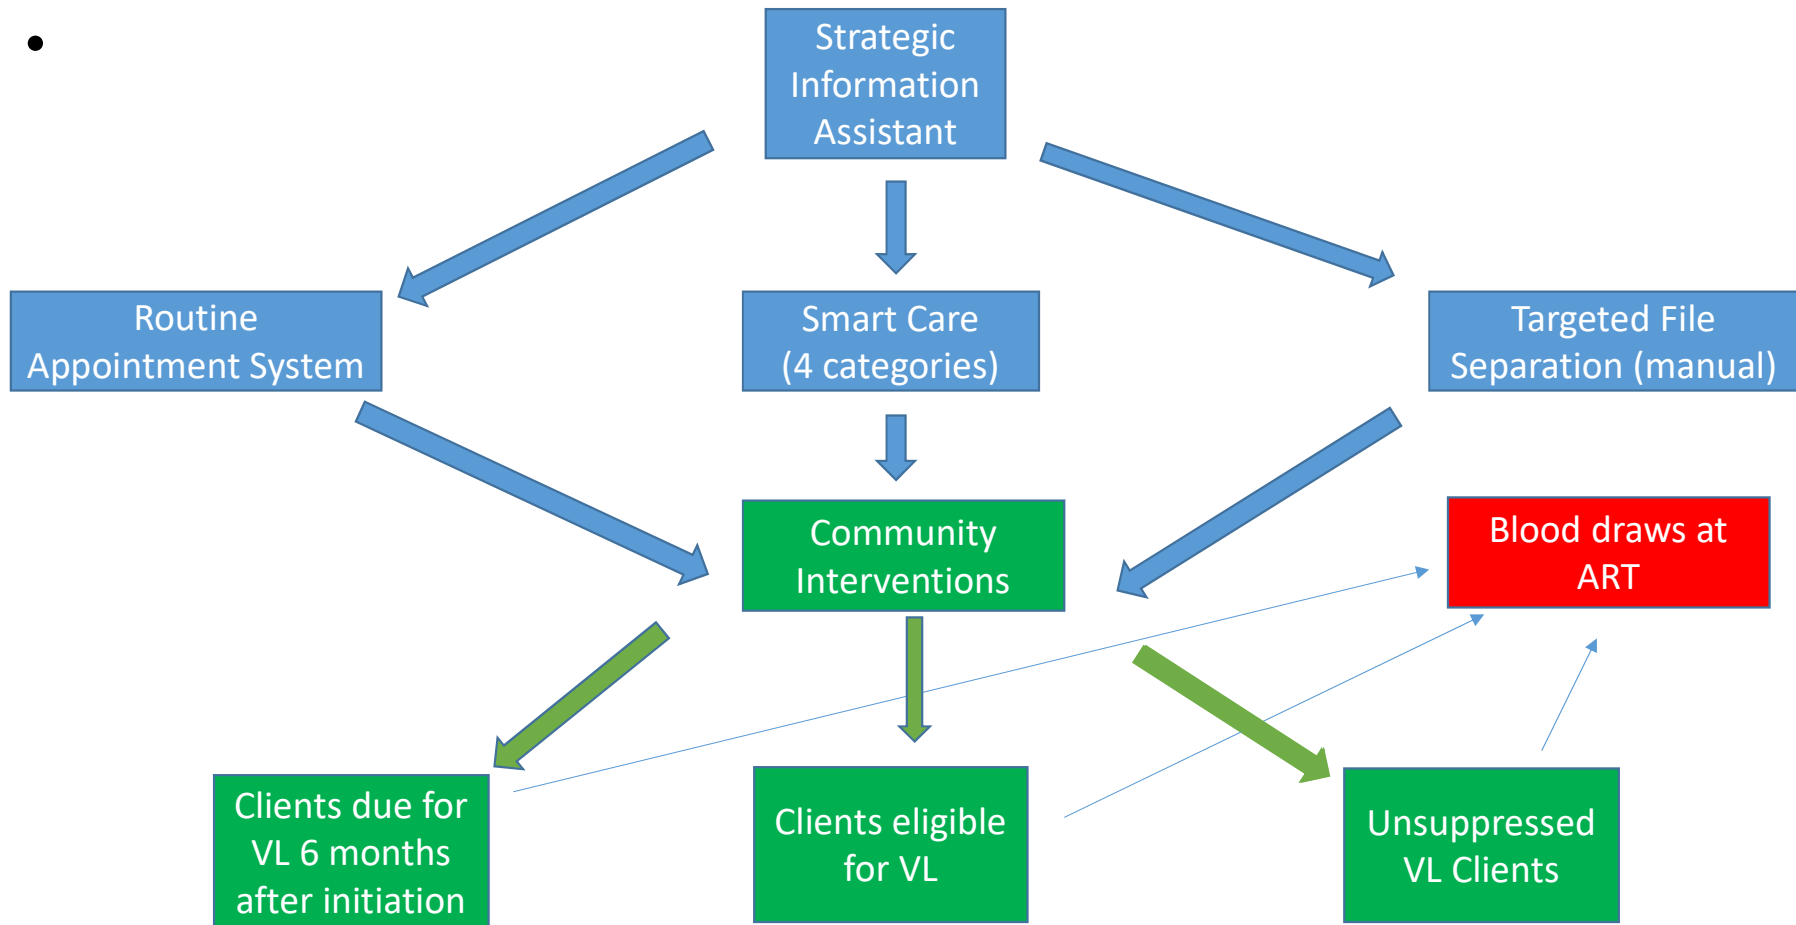 •
Strategic
Information
Assistant
Routine
Appointment System
Smart Care
(4 categories)
Targeted File
Separation (manual)
Community
Interventions
Blood draws at
ART
Clients due for
VL 6 months
after initiation
Clients eligible
for VL
Unsuppressed
VL Clients